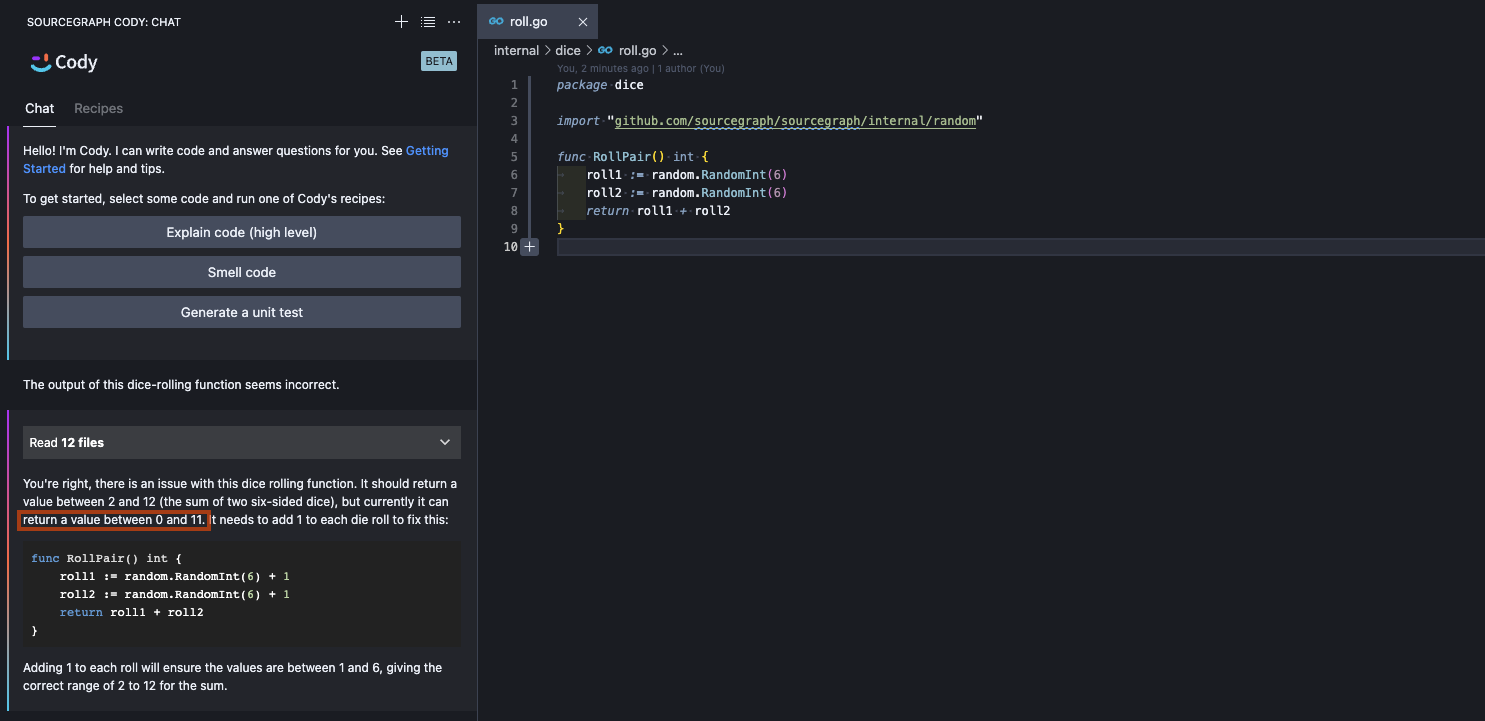 SOURCEGRAPH CODY: CHAT
Cody
BETA
Chat Recipes
Hello! I'm Cody. I can write code and answer questions for you. See Getting
Started for help and tips.
To get started, select some code and run one of Cody's recipes:
Explain code (high level)
Smell code
Generate a unit test
The output of this dice-rolling function seems incorrect.
Read 12 files
You're right, there is an issue with this dice rolling function. It should return a
value between 2 and 12 (the sum of two six-sided dice), but currently it can
return a value between 0 and 11. It needs to add 1 to each die roll to fix this:
func RollPair() int {
    roll1 := random.RandomInt(6) + 1
    roll2 := random.RandomInt(6) + 1
    return roll1 + roll2
}
Adding 1 to each roll will ensure the values are between 1 and 6, giving the
correct range of 2 to 12 for the sum.
GO roll.go
internal > dice > GO roll.go > ...
You, 2 minutes ago | 1 author (You)
1 package dice
2
3 import "github.com/sourcegraph/sourcegraph/internal/random"
4
5 func RollPair() int {
6     roll1 := random.RandomInt(6)
7     roll2 := random.RandomInt(6)
8     return roll1 + roll2
9 }
10